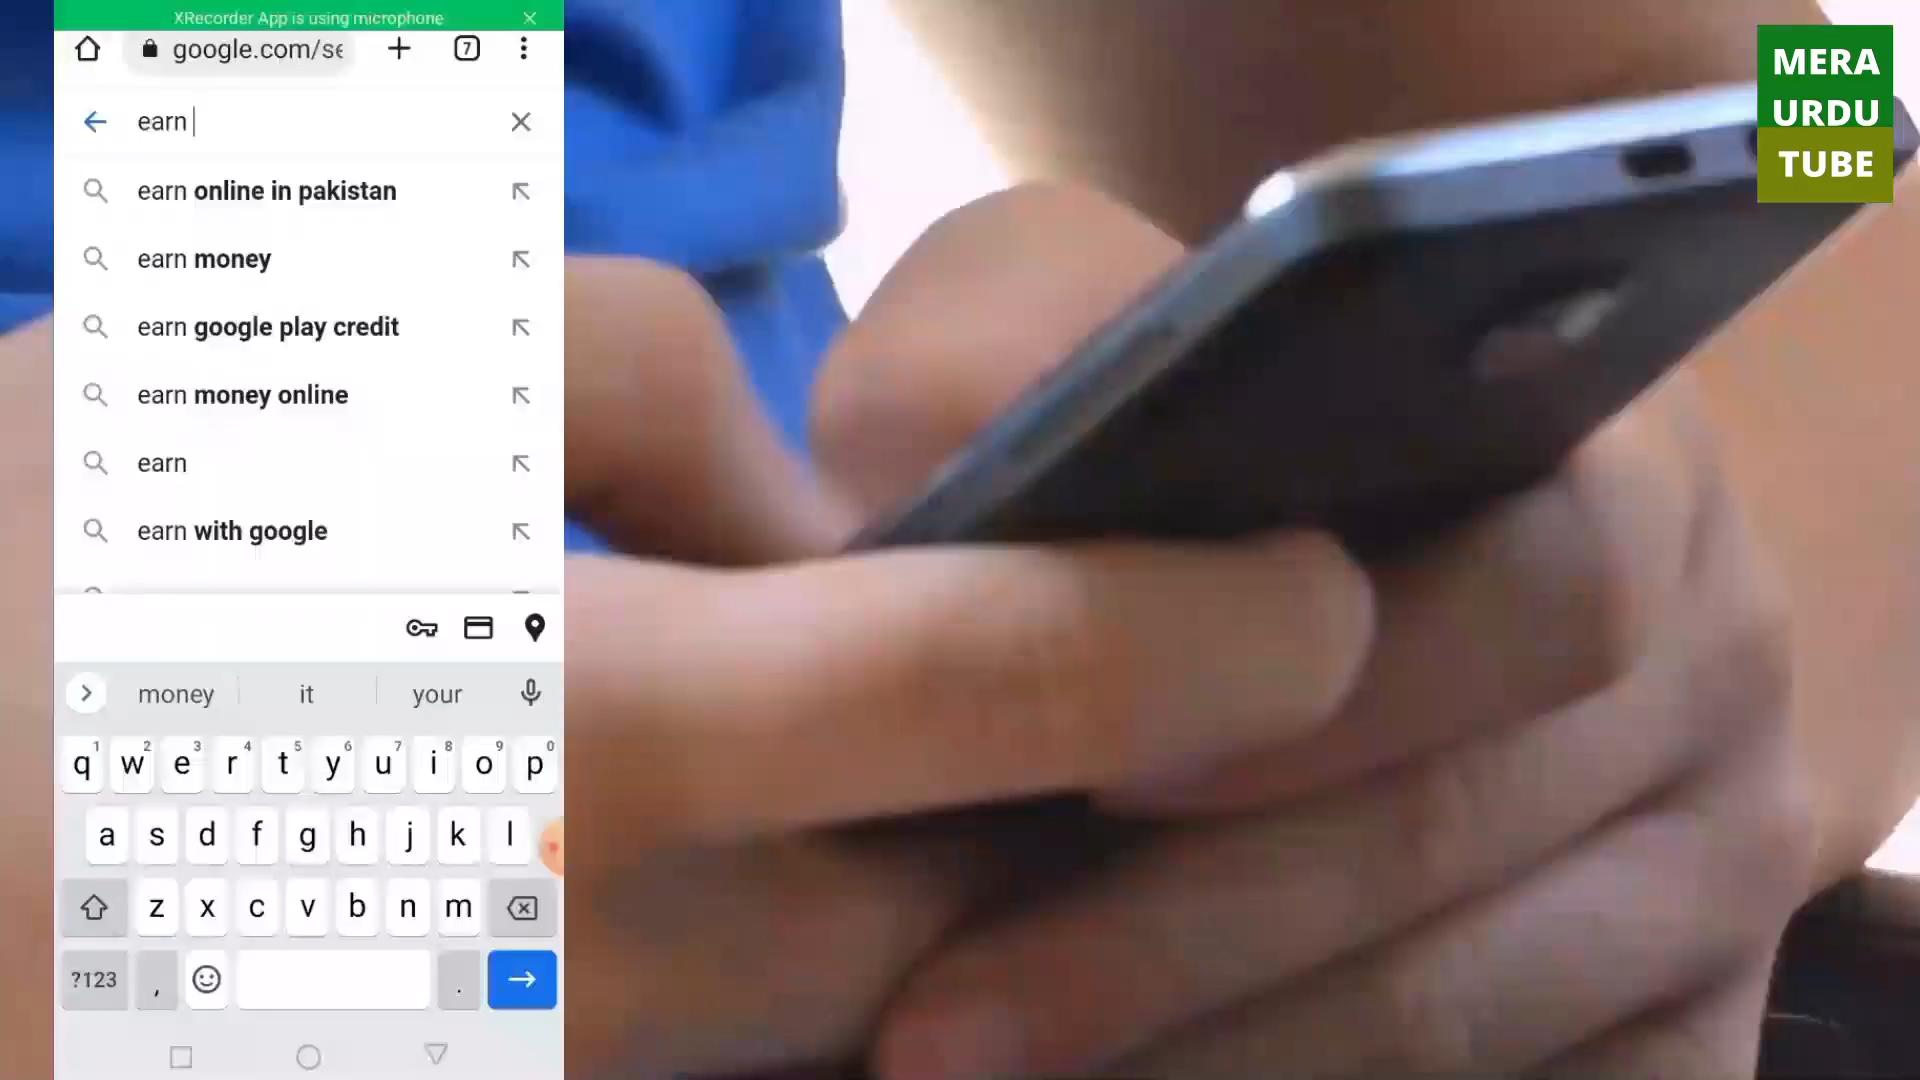 XRecorder App is using microphone
google.com/se
7
earn
earn online in pakistan
earn money
earn google play credit
earn money online
earn
earn with google
money it your
1 2 3 4 5 6 7 8 9 0
q w e r t y u i o p
a s d f g h j k l
z x c v b n m
?123 , .
MERA
URDU
TUBE